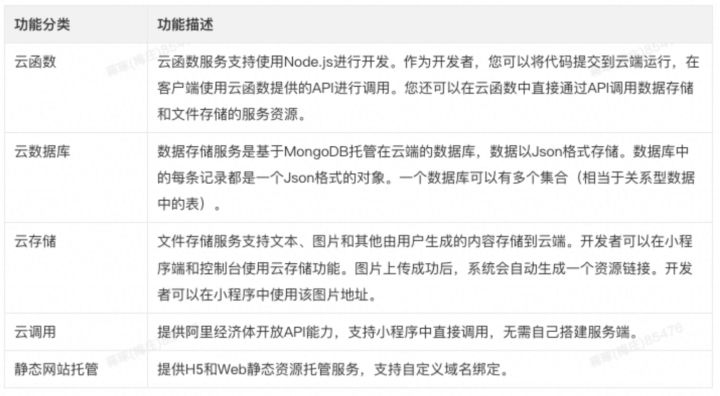 功能分类 功能描述
云函数 云函数服务支持使用Node.js进行开发。作为开发者，您可以将代码提交到云端运行，在
客户端使用云函数提供的API进行调用。您还可以在云函数中直接通过API调用数据存储
和文件存储的服务资源。
云数据库 数据存储服务是基于MongoDB托管在云端的数据库，数据以Json格式存储。数据库中
的每条记录都是一个Json格式的对象。一个数据库可以有多个集合（相当于关系型数据
中的表）。
云存储 文件存储服务支持文本、图片和其他由用户生成的内容存储到云端。开发者可以在小程
序端和控制台使用云存储功能。图片上传成功后，系统会自动生成一个资源链接。开发
者可以在小程序中使用该图片地址。
云调用 提供阿里经济体开放API能力，支持小程序中直接调用，无需自己搭建服务端。
静态网站托管 提供H5和Web静态资源托管服务，支持自定义域名绑定。